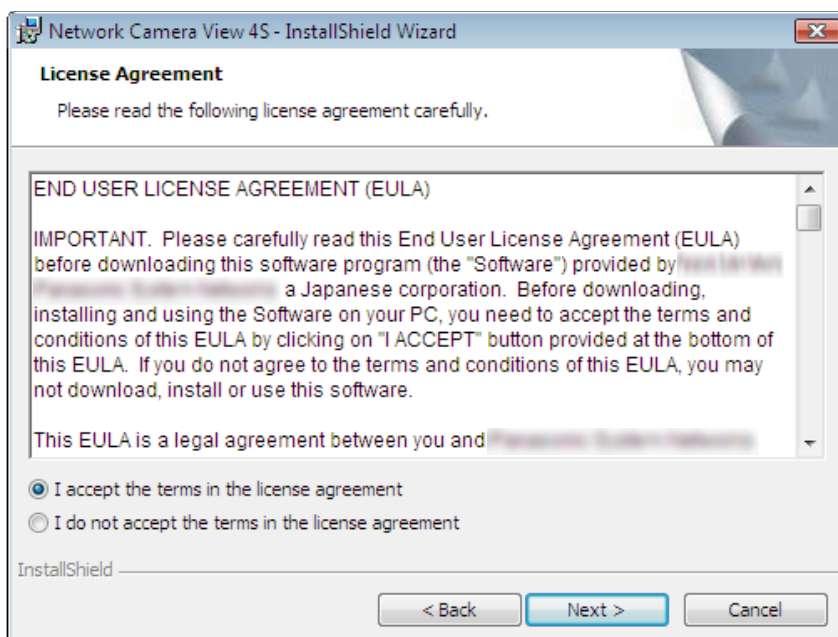 Network Camera View 4S - InstallShield Wizard
License Agreement
Please read the following license agreement carefully.
END USER LICENSE AGREEMENT (EULA)
IMPORTANT.  Please carefully read this End User License Agreement (EULA)
before downloading this software program (the "Software") provided by
a Japanese corporation.  Before downloading,
installing and using the Software on your PC, you need to accept the terms and
conditions of this EULA by clicking on "I ACCEPT" button provided at the bottom of
this EULA.  If you do not agree to the terms and conditions of this EULA, you may
not download, install or use this software.
This EULA is a legal agreement between you and
I accept the terms in the license agreement
I do not accept the terms in the license agreement
InstallShield
< Back Next > Cancel